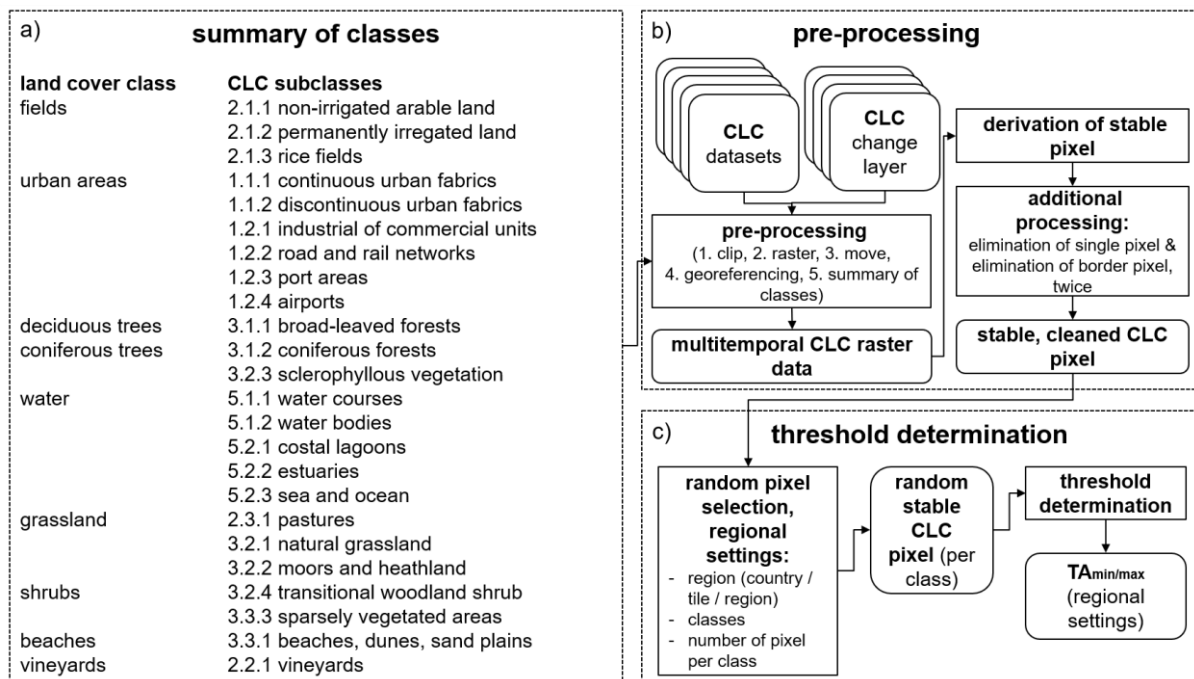 a)
summary of classes
land cover class CLC subclasses
fields 2.1.1 non-irrigated arable land
2.1.2 permanently irregated land
2.1.3 rice fields
urban areas 1.1.1 continuous urban fabrics
1.1.2 discontinuous urban fabrics
1.2.1 industrial of commercial units
1.2.2 road and rail networks
1.2.3 port areas
1.2.4 airports
deciduous trees 3.1.1 broad-leaved forests
coniferous trees 3.1.2 coniferous forests
3.2.3 sclerophyllous vegetation
water 5.1.1 water courses
5.1.2 water bodies
5.2.1 costal lagoons
5.2.2 estuaries
5.2.3 sea and ocean
grassland 2.3.1 pastures
3.2.1 natural grassland
3.2.2 moors and heathland
shrubs 3.2.4 transitional woodland shrub
3.3.3 sparsely vegetated areas
beaches 3.3.1 beaches, dunes, sand plains
vineyards 2.2.1 vineyards
b)
pre-processing
CLC
datasets
CLC
change
layer
pre-processing
(1. clip, 2. raster, 3. move,
4. georeferencing, 5. summary of
classes)
multitemporal CLC raster
data
derivation of stable
pixel
additional
processing:
elimination of single pixel &
elimination of border pixel,
twice
stable, cleaned CLC
pixel
c)
threshold determination
random pixel
selection,
regional
settings:
- region (country /
tile / region)
- classes
- number of pixel
per class
random
stable
CLC
pixel (per
class)
threshold
determination
TAmin/max
(regional
settings)